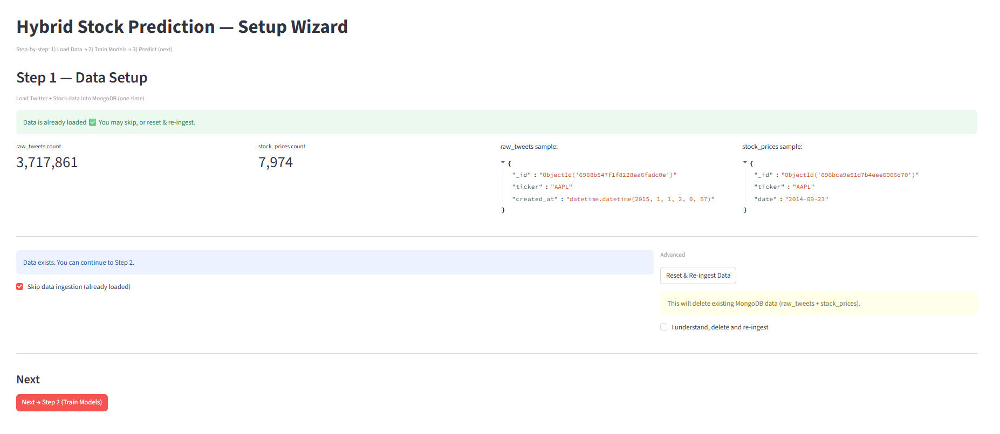 Hybrid Stock Prediction — Setup Wizard
Step-by-step: 1) Load Data → 2) Train Models → 3) Predict (next)
Step 1 — Data Setup
Load Twitter + Stock data into MongoDB (one-time).
Data is already loaded ✅ You may skip, or reset & re-ingest.
raw_tweets count
3,717,861
stock_prices count
7,974
raw_tweets sample:
{
"_id" : "ObjectId('6968b547f1f8228ea6fadc0e')"
"ticker" : "AAPL"
"created_at" : "datetime.datetime(2015, 1, 1, 2, 0, 57)"
}
stock_prices sample:
{
"_id" : "ObjectId('696bca9e51d7b4eee6006d70')"
"ticker" : "AAPL"
"date" : "2014-09-23"
}
Data exists. You can continue to Step 2.
Skip data ingestion (already loaded)
Advanced
Reset & Re-ingest Data
This will delete existing MongoDB data (raw_tweets + stock_prices).
I understand, delete and re-ingest
Next
Next → Step 2 (Train Models)